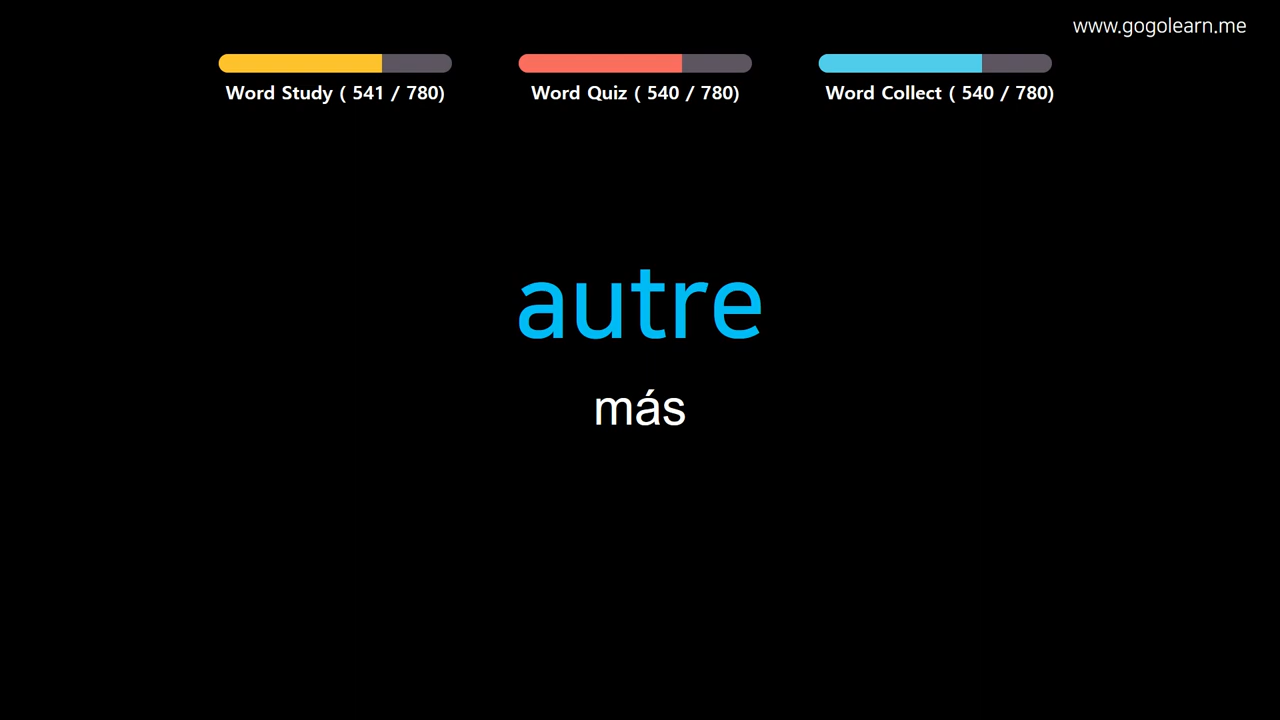 www.gogolearn.me
Word Study ( 541 / 780)
Word Quiz ( 540 / 780)
Word Collect ( 540 / 780)
autre
más